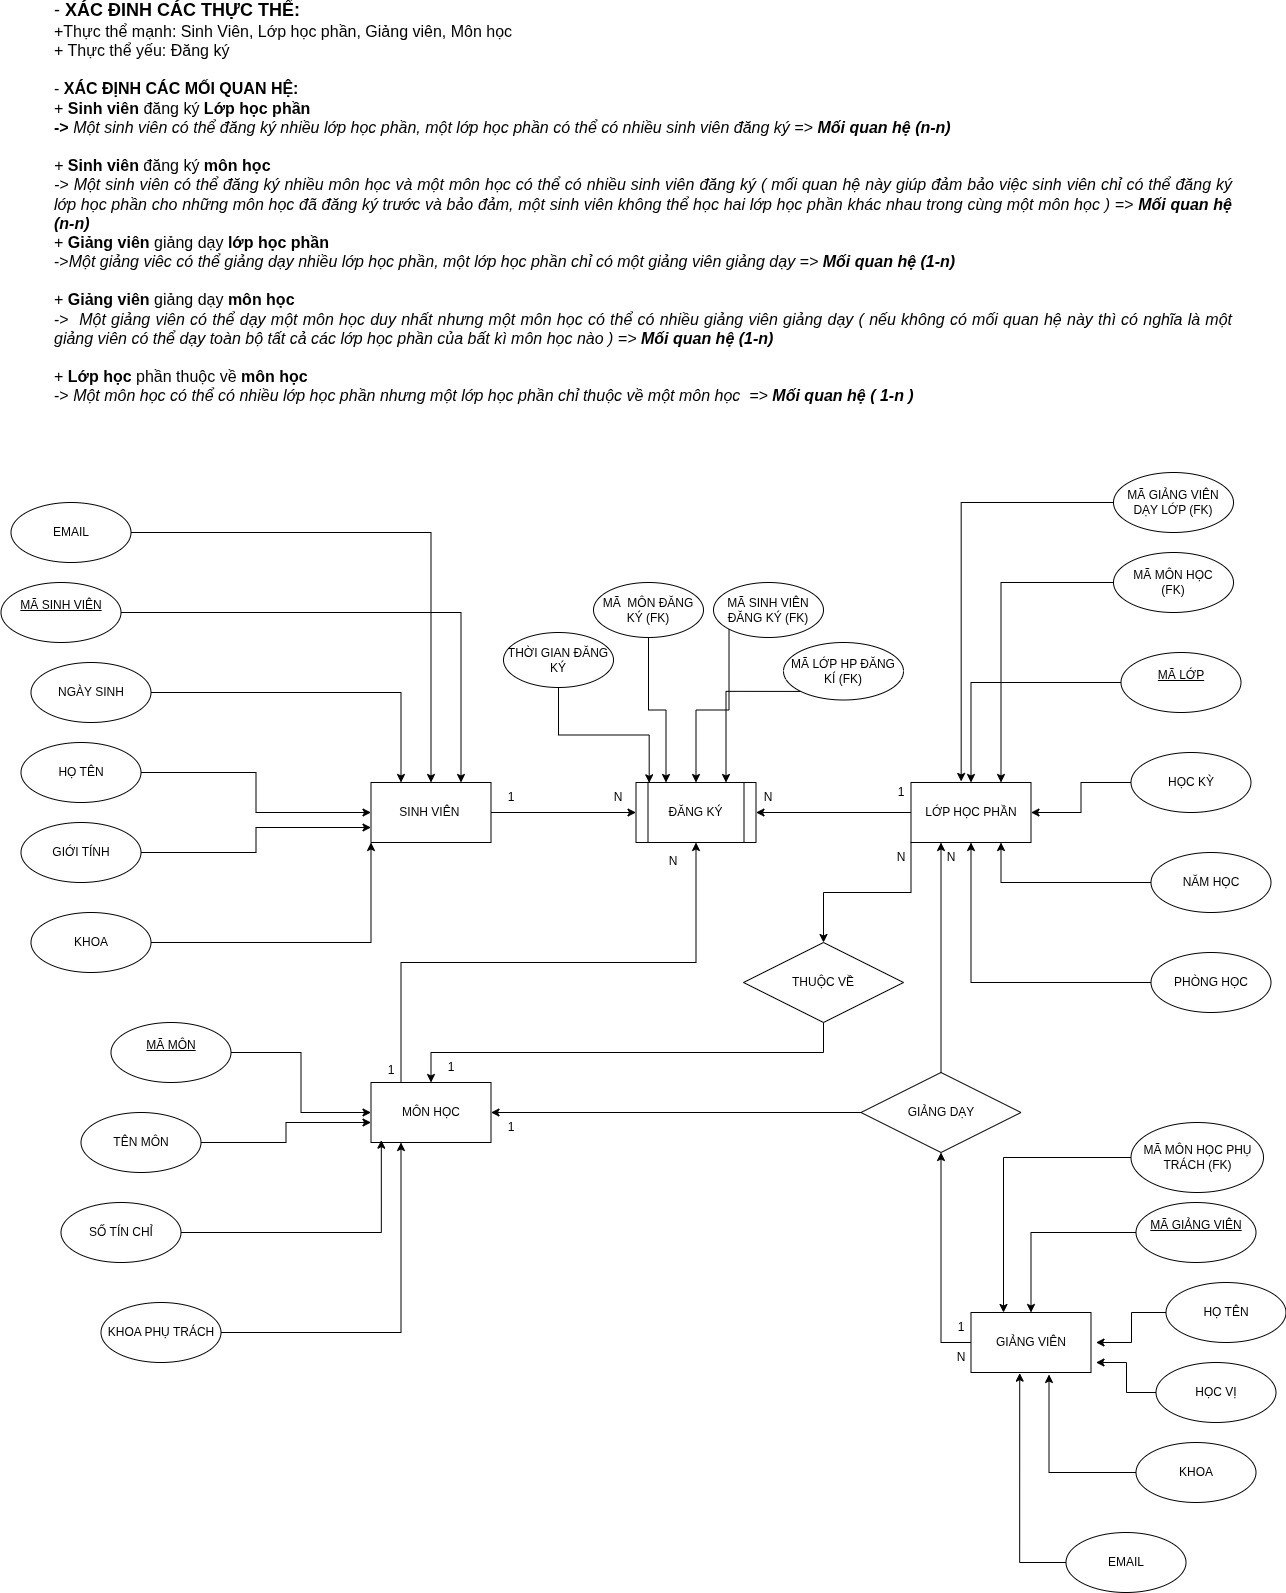 - XÁC ĐINH CÁC THỰC THỂ:
+Thực thể mạnh: Sinh Viên, Lớp học phần, Giảng viên, Môn học
+ Thực thể yếu: Đăng ký
- XÁC ĐỊNH CÁC MỐI QUAN HỆ:
+ Sinh viên đăng ký Lớp học phần
-> Một sinh viên có thể đăng ký nhiều lớp học phần, một lớp học phần có thể có nhiều sinh viên đăng ký => Mối quan hệ (n-n)
+ Sinh viên đăng ký môn học
-> Một sinh viên có thể đăng ký nhiều môn học và một môn học có thể có nhiều sinh viên đăng ký ( mối quan hệ này giúp đảm bảo việc sinh viên chỉ có thể đăng ký
lớp học phần cho những môn học đã đăng ký trước và bảo đảm, một sinh viên không thể học hai lớp học phần khác nhau trong cùng một môn học ) => Mối quan hệ
(n-n)
+ Giảng viên giảng dạy lớp học phần
->Một giảng viêc có thể giảng dạy nhiều lớp học phần, một lớp học phần chỉ có một giảng viên giảng dạy => Mối quan hệ (1-n)
+ Giảng viên giảng dạy môn học
-> Một giảng viên có thể dạy một môn học duy nhất nhưng một môn học có thể có nhiều giảng viên giảng dạy ( nếu không có mối quan hệ này thì có nghĩa là một
giảng viên có thể dạy toàn bộ tất cả các lớp học phần của bất kì môn học nào ) => Mối quan hệ (1-n)
+ Lớp học phần thuộc về môn học
-> Một môn học có thể có nhiều lớp học phần nhưng một lớp học phần chỉ thuộc về một môn học => Mối quan hệ ( 1-n )
MÃ GIẢNG VIÊN
DẠY LỚP (FK)
EMAIL
MÃ MÔN HỌC
(FK)
MÃ SINH VIÊN
MÃ MÔN ĐĂNG
KÝ (FK)
MÃ SINH VIÊN
ĐĂNG KÝ (FK)
THỜI GIAN ĐĂNG
KÝ
MÃ LỚP HP ĐĂNG
KÍ (FK)
MÃ LỚP
NGÀY SINH
HỌ TÊN
HỌC KỲ
1
N
N
1
SINH VIÊN
ĐĂNG KÝ
LỚP HỌC PHẦN
GIỚI TÍNH
N
N
N
NĂM HỌC
KHOA
THUỘC VỀ
PHÒNG HỌC
MÃ MÔN
1
1
MÔN HỌC
GIẢNG DẠY
1
TÊN MÔN
MÃ MÔN HỌC PHỤ
TRÁCH (FK)
SỐ TÍN CHỈ
MÃ GIẢNG VIÊN
KHOA PHỤ TRÁCH
HỌ TÊN
1
GIẢNG VIÊN
N
HỌC VỊ
KHOA
EMAIL